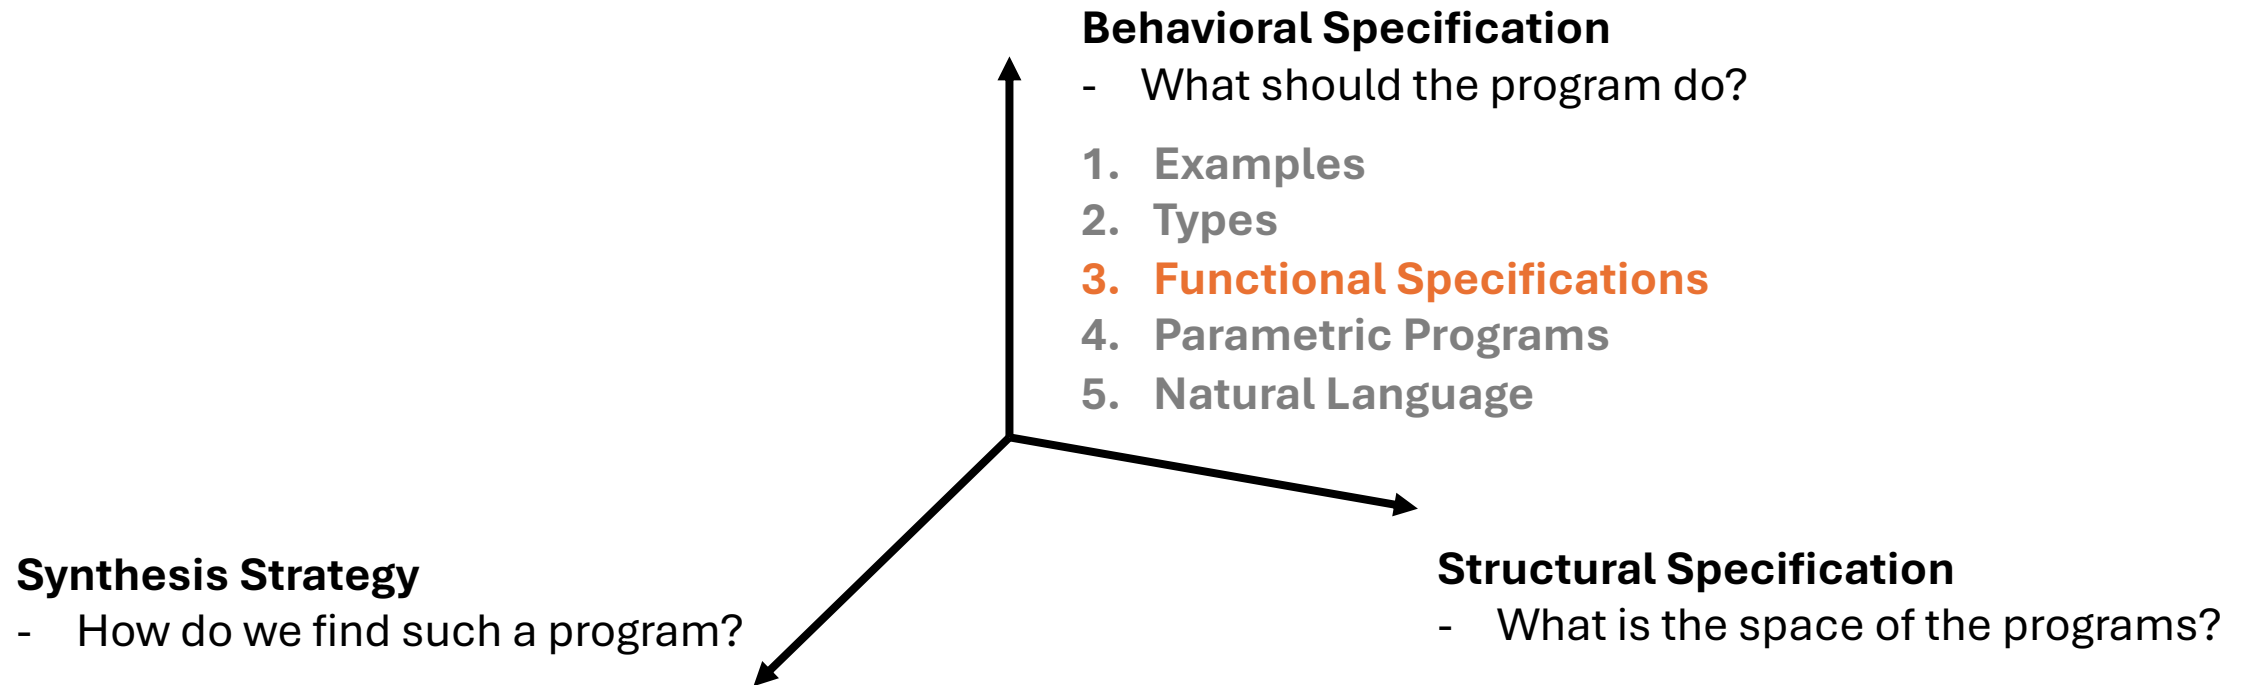 Behavioral Specification
- What should the program do?
1. Examples
2. Types
3. Functional Specifications
4. Parametric Programs
5. Natural Language
Synthesis Strategy
- How do we find such a program?
Structural Specification
- What is the space of the programs?